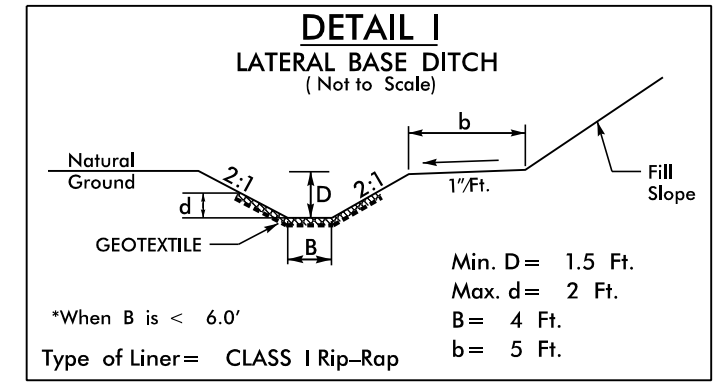 DETAIL I
LATERAL BASE DITCH
( Not to Scale)
b
Natural
Ground
2:1
D
2:1
1"/Ft.
Fill
Slope
d
GEOTEXTILE
B
Min. D= 1.5 Ft.
Max. d= 2 Ft.
*When B is < 6.0'
B= 4 Ft.
b= 5 Ft.
Type of Liner= CLASS I Rip-Rap